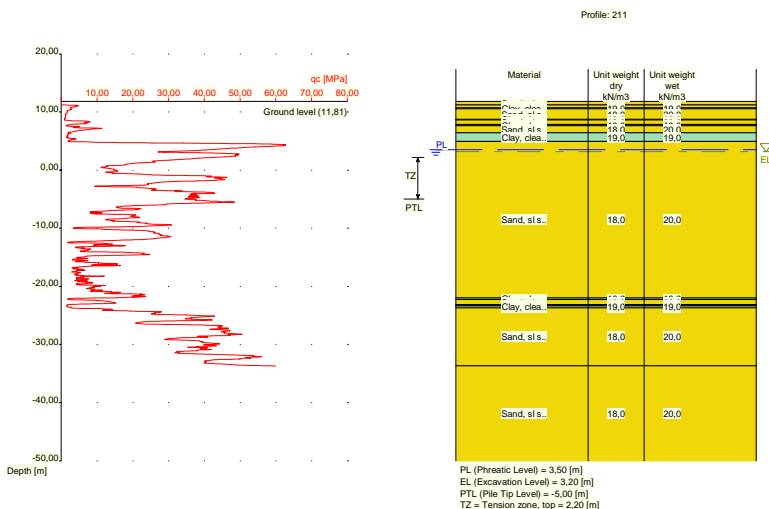 Profile: 211
20,00
10,00
0,00
-10,00
-20,00
-30,00
-40,00
-50,00
Depth [m]
qc [MPa]
10,00 20,00 30,00 40,00 50,00 60,00 70,00 80,00
Ground level (11,81)
TZ
PTL
PL
EL
Material Unit weight dry kN/m3 Unit weight wet kN/m3
Clay, clea.. 19,0 19,0
Sand, sl s.. 18,0 20,0
Clay, clea.. 19,0 19,0
Sand, sl s.. 18,0 20,0
Clay, clea.. 19,0 19,0
Sand, sl s.. 18,0 20,0
Sand, sl s.. 18,0 20,0
PL (Phreatic Level) = 3,50 [m]
EL (Excavation Level) = 3,20 [m]
PTL (Pile Tip Level) = -5,00 [m]
TZ = Tension zone, top = 2,20 [m]